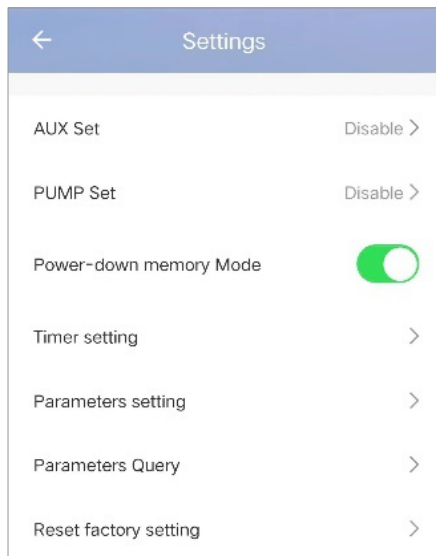 Settings
AUX Set Disable
PUMP Set Disable
Power-down memory Mode
Timer setting
Parameters setting
Parameters Query
Reset factory setting